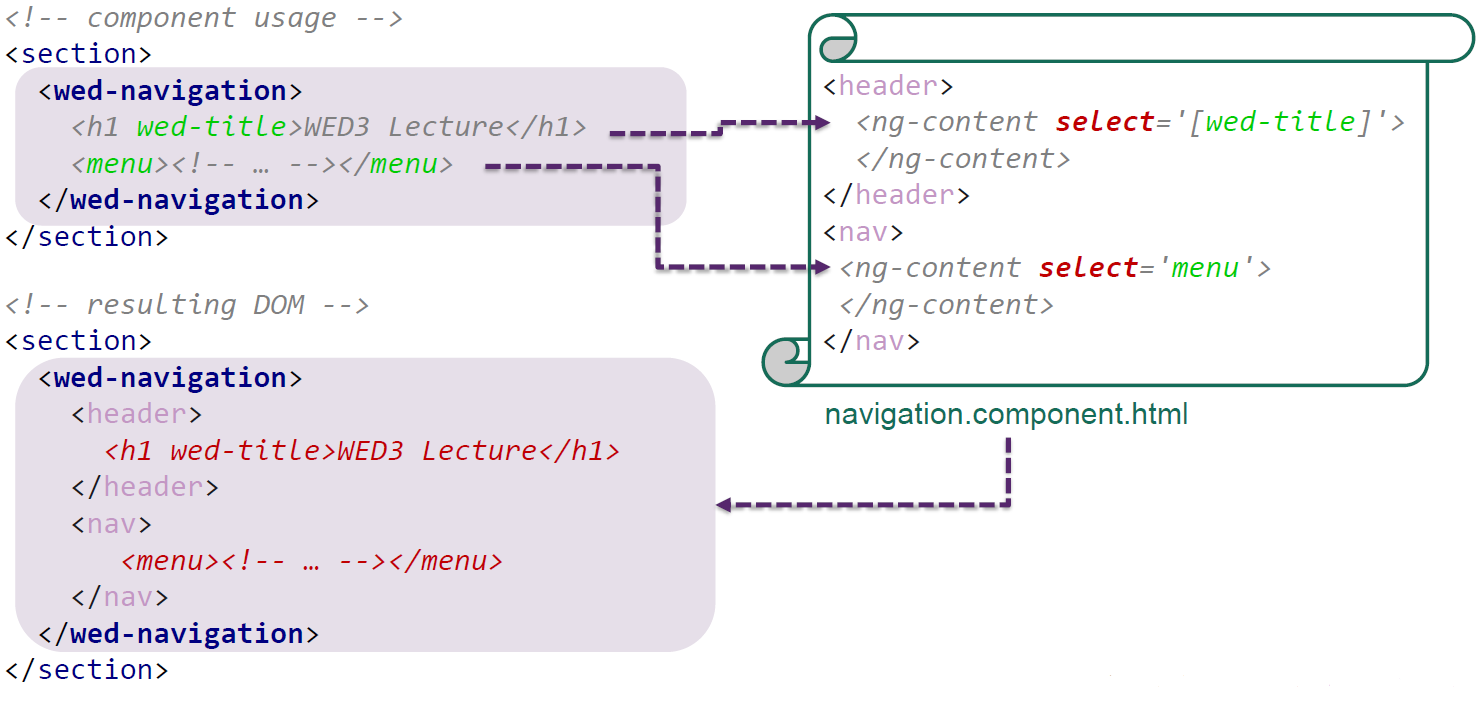 <!-- component usage -->
<section>
<wed-navigation>
<h1 wed-title>WED3 Lecture</h1>
<menu><!-- … --></menu>
</wed-navigation>
</section>
<!-- resulting DOM -->
<section>
<wed-navigation>
<header>
<h1 wed-title>WED3 Lecture</h1>
</header>
<nav>
<menu><!-- … --></menu>
</nav>
</wed-navigation>
</section>
<header>
<ng-content select='[wed-title]'>
</ng-content>
</header>
<nav>
<ng-content select='menu'>
</ng-content>
</nav>
navigation.component.html